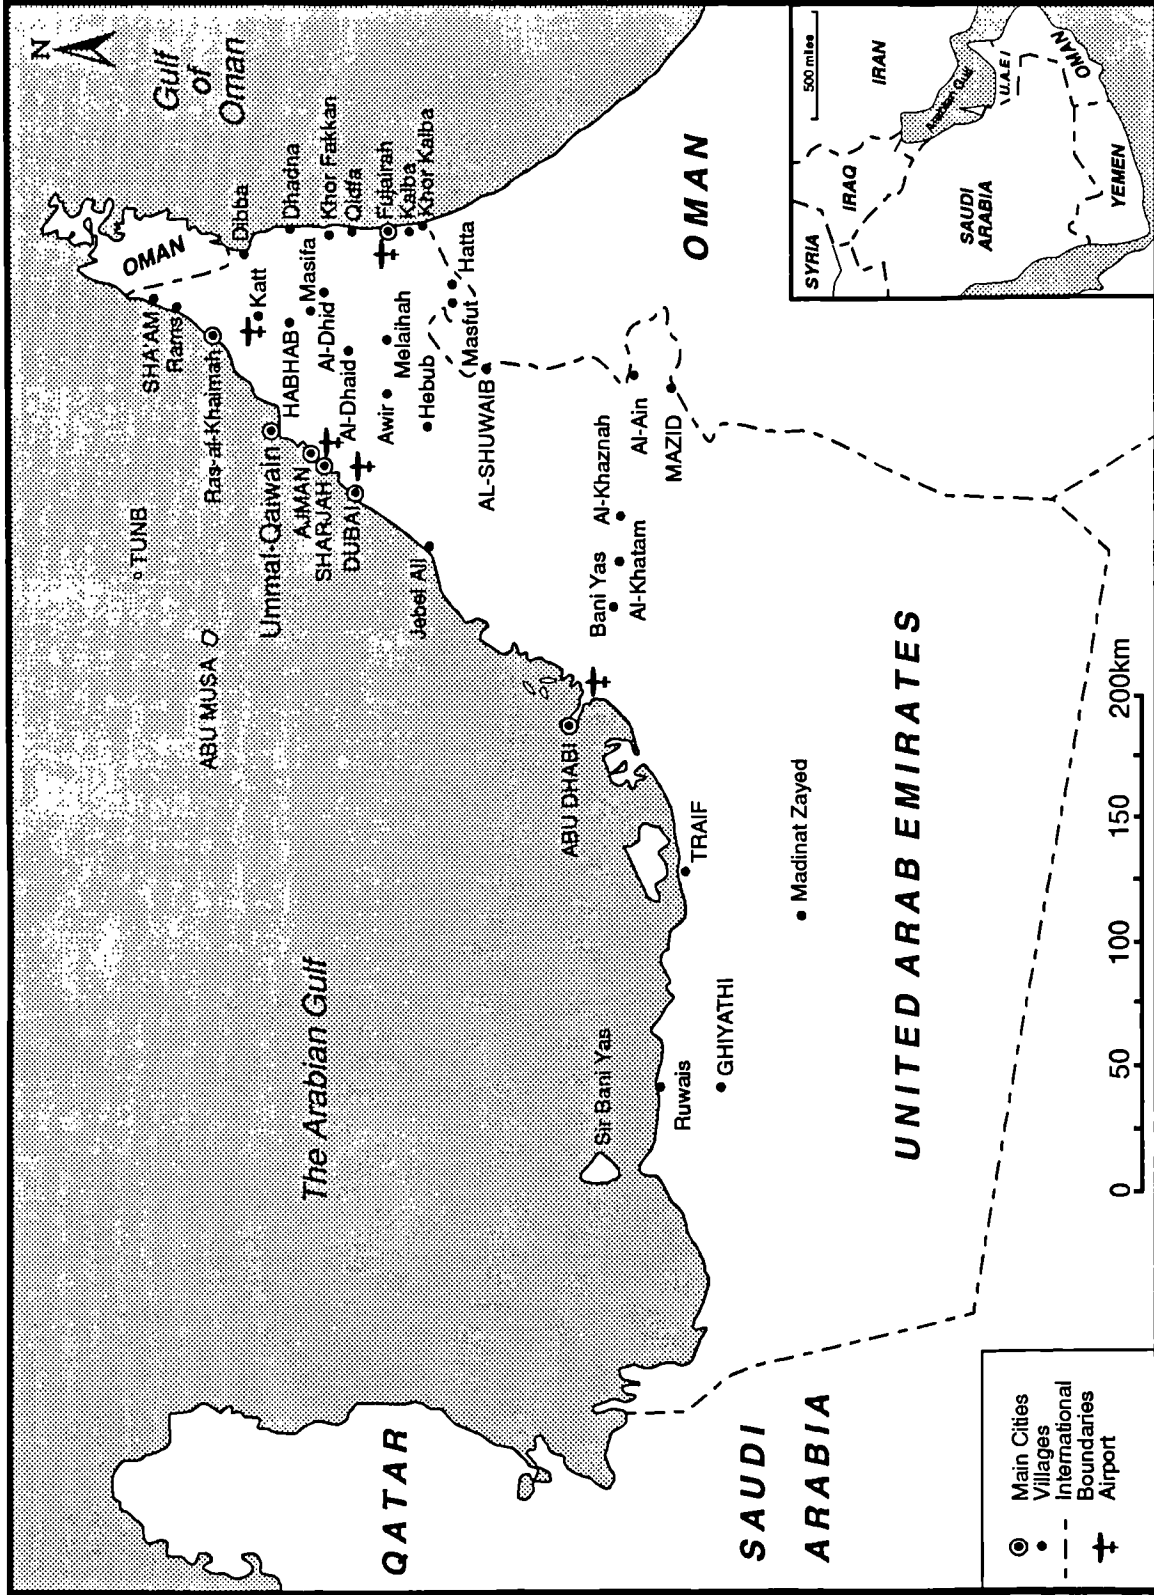 N
Gulf
of
Oman
OMAN
SHA'AM
Rams
Ras-al-Khaimah
Dibba
Katt
Dhadna
HABHAB
Masifa
Khor Fakkan
Al-Dhid
Qidfa
Al-Dhaid
Fujairah
Kalba
Khor Kalba
Melaihah
Awir
Hebub
Masfut
Hatta
AL-SHUWAIB
TUNB
ABU MUSA
Ummal-Qaiwain
AJMAN
SHARJAH
DUBAI
Jebel Ali
The Arabian Gulf
ABU DHABI
Bani Yas
Al-Khatam
Al-Khaznah
Al-Ain
MAZID
OMAN
Sir Bani Yas
Ruwais
GHIYATHI
TRAIF
Madinat Zayed
UNITED ARAB EMIRATES
QATAR
SAUDI
ARABIA
Main Cities
Villages
International
Boundaries
Airport
0 50 100 150 200km
500 miles
SYRIA
IRAQ
IRAN
Arabian Gulf
SAUDI
ARABIA
U.A.E
OMAN
YEMEN